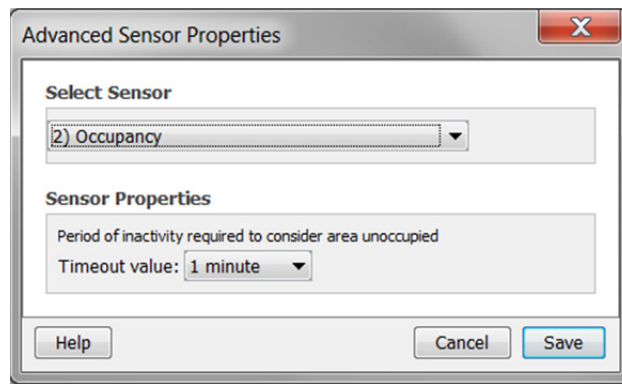 Advanced Sensor Properties
Select Sensor
2) Occupancy
Sensor Properties
Period of inactivity required to consider area unoccupied
Timeout value: 1 minute
Help Cancel Save